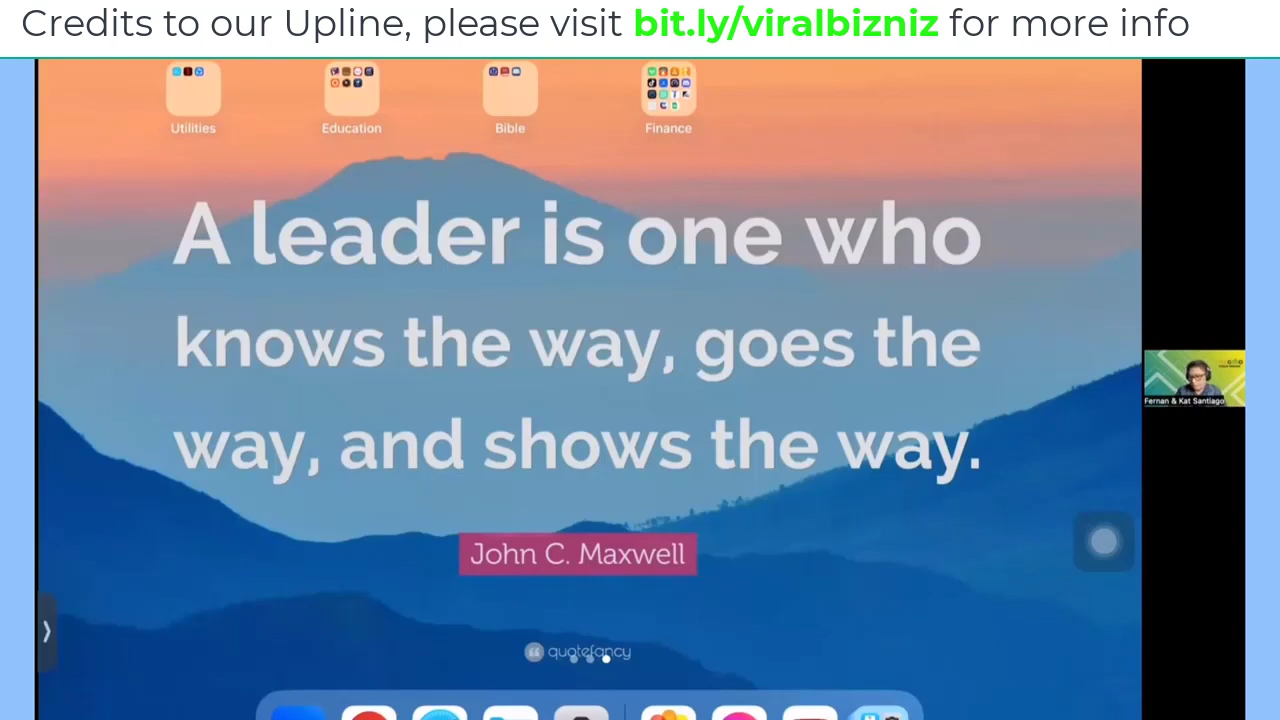 Credits to our Upline, please visit bit.ly/viralbizniz for more info
Utilities Education Bible Finance
A leader is one who
knows the way, goes the
way, and shows the way.
John C. Maxwell
quotefancy
Fernan & Kat Santiago